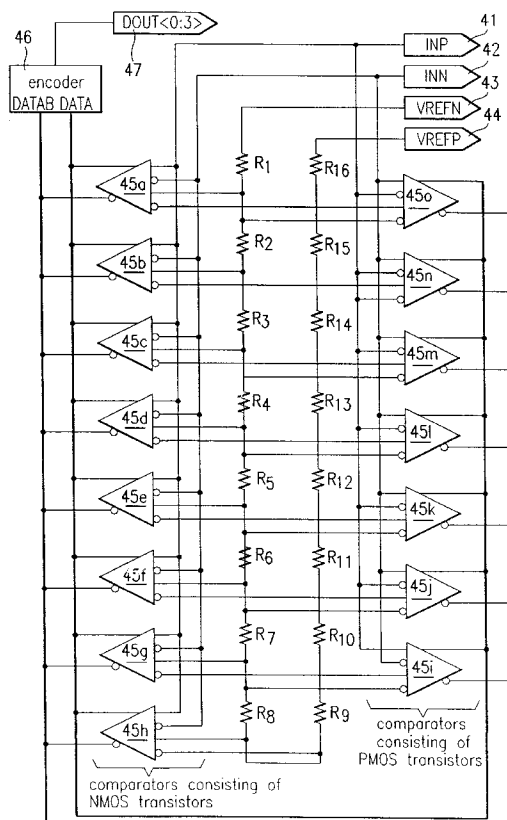 46
DOUT<0:3>
47
41
INP
42
INN
43
VREFN
44
VREFP
encoder
DATAB DATA
R1
R16
45a
45o
R2
R15
45b
45n
R3
R14
45c
45m
R4
R13
45d
45l
R5
R12
45e
45k
R6
R11
45f
45j
R7
R10
45g
45i
R8
R9
45h
comparators consisting of
NMOS transistors
comparators
consisting of
PMOS transistors